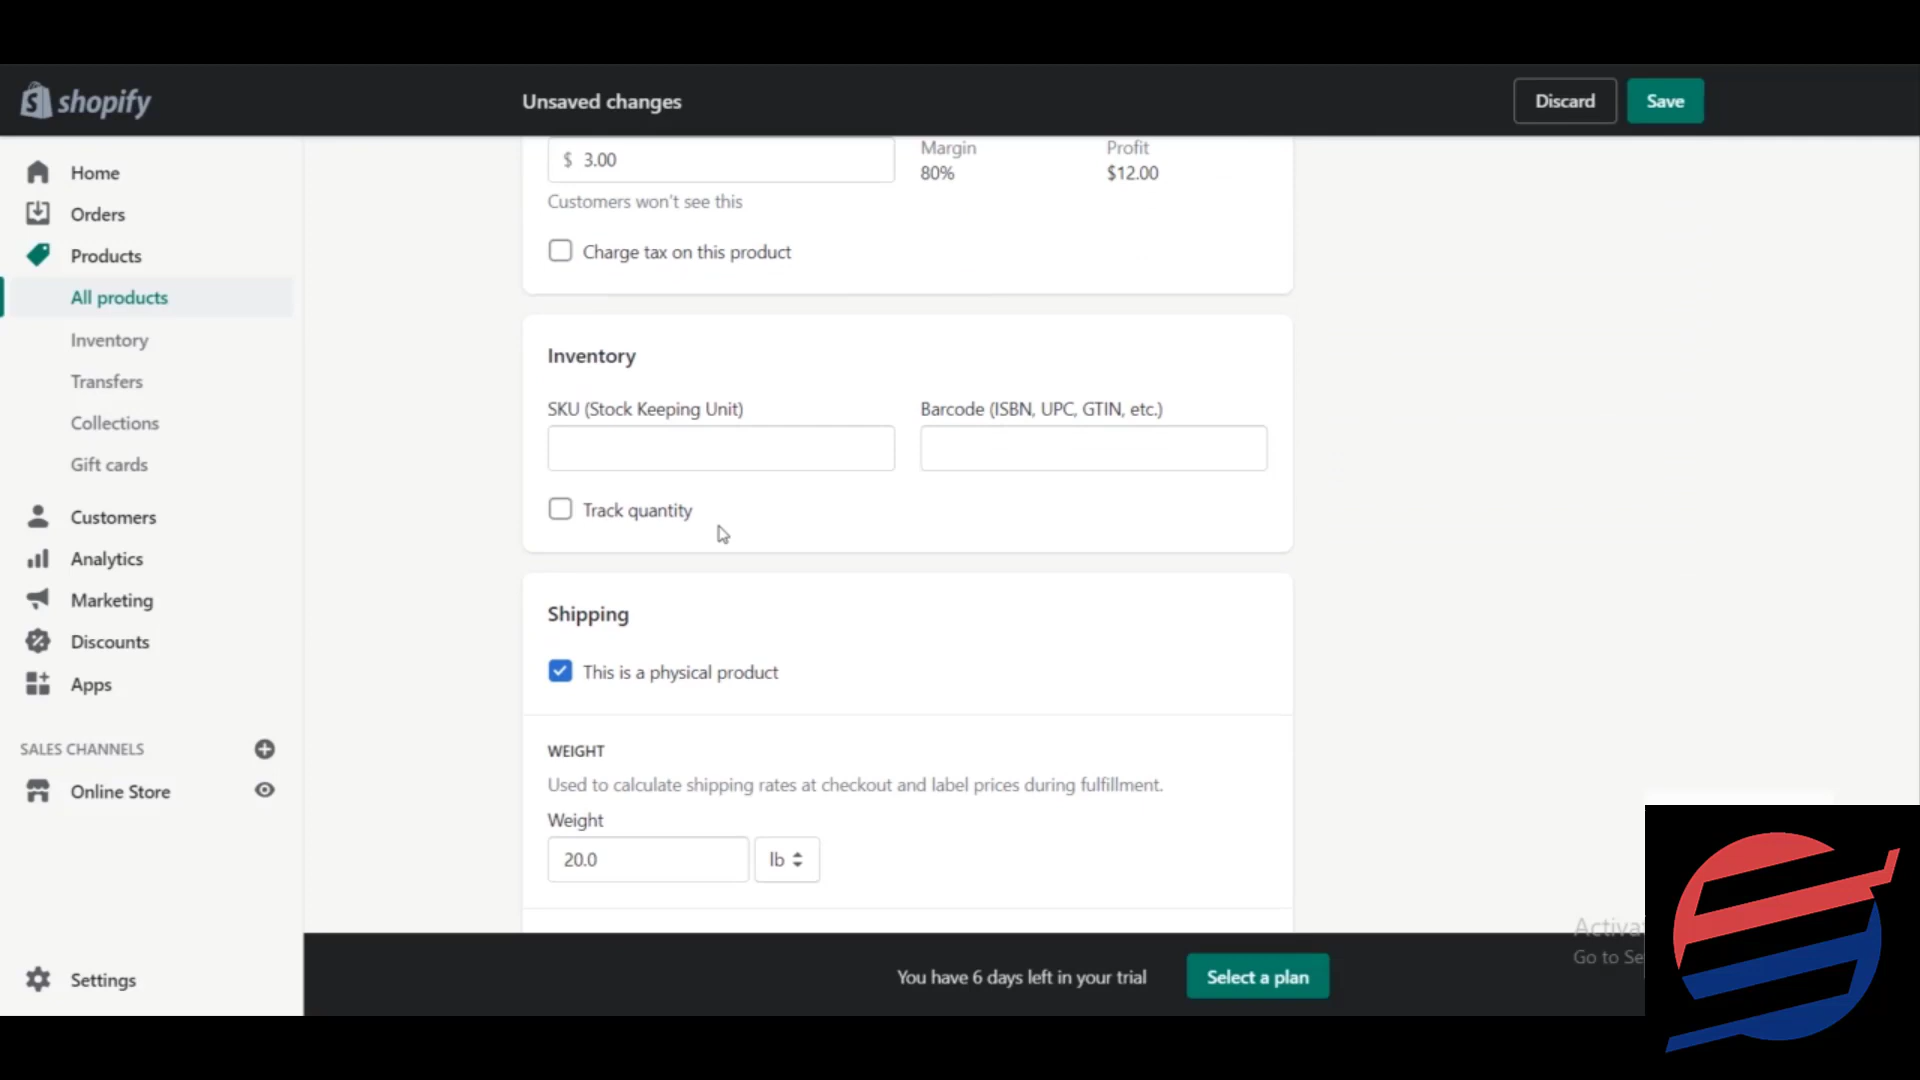 shopify
Unsaved changes
Discard
Save
Home
Orders
Products
All products
Inventory
Transfers
Collections
Gift cards
Customers
Analytics
Marketing
Discounts
Apps
SALES CHANNELS
Online Store
Settings
$ 3.00
Margin
80%
Profit
$12.00
Customers won't see this
Charge tax on this product
Inventory
SKU (Stock Keeping Unit)
Barcode (ISBN, UPC, GTIN, etc.)
Track quantity
Shipping
This is a physical product
WEIGHT
Used to calculate shipping rates at checkout and label prices during fulfillment.
Weight
20.0
lb
You have 6 days left in your trial
Select a plan
Go to